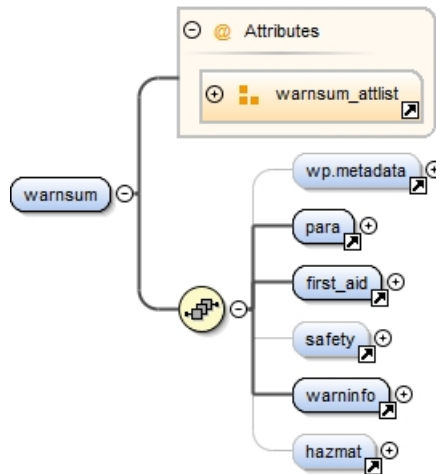 @ Attributes
warnsum_attlist
warnsum
wp.metadata
para
first_aid
safety
warninfo
hazmat